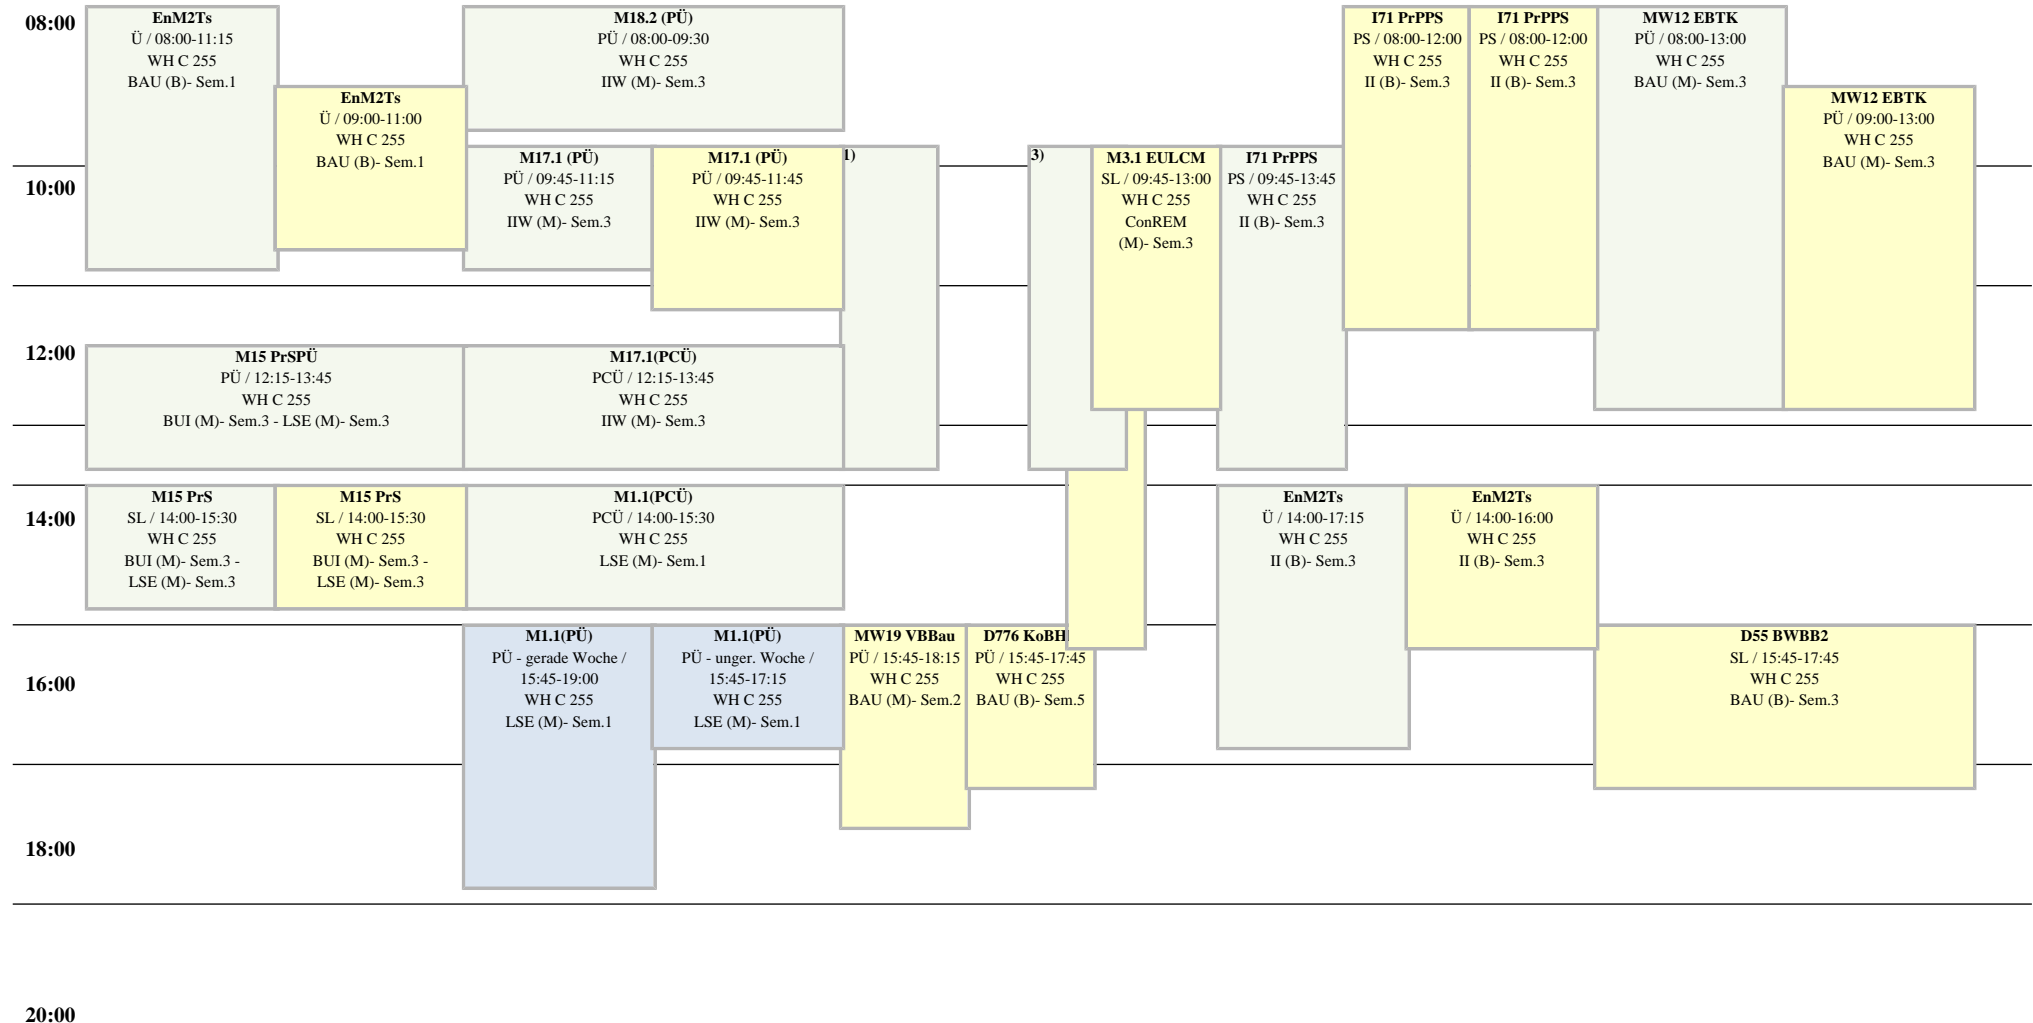 08:00
10:00
12:00
14:00
16:00
18:00
20:00
EnM2Ts
Ü / 08:00-11:15
WH C 255
BAU (B)- Sem.1
EnM2Ts
Ü / 09:00-11:00
WH C 255
BAU (B)- Sem.1
M18.2 (PÜ)
PÜ / 08:00-09:30
WH C 255
IIW (M)- Sem.3
M17.1 (PÜ)
PÜ / 09:45-11:15
WH C 255
IIW (M)- Sem.3
M17.1 (PÜ)
PÜ / 09:45-11:45
WH C 255
IIW (M)- Sem.3
1)
3)
M3.1 EULCM
SL / 09:45-13:00
WH C 255
ConREM
(M)- Sem.3
I71 PrPPS
PS / 09:45-13:45
WH C 255
II (B)- Sem.3
I71 PrPPS
PS / 08:00-12:00
WH C 255
II (B)- Sem.3
I71 PrPPS
PS / 08:00-12:00
WH C 255
II (B)- Sem.3
MW12 EBTK
PÜ / 08:00-13:00
WH C 255
BAU (M)- Sem.3
MW12 EBTK
PÜ / 09:00-13:00
WH C 255
BAU (M)- Sem.3
M15 PrSPÜ
PÜ / 12:15-13:45
WH C 255
BUI (M)- Sem.3 - LSE (M)- Sem.3
M17.1(PCÜ)
PCÜ / 12:15-13:45
WH C 255
IIW (M)- Sem.3
M15 PrS
SL / 14:00-15:30
WH C 255
BUI (M)- Sem.3 -
LSE (M)- Sem.3
M15 PrS
SL / 14:00-15:30
WH C 255
BUI (M)- Sem.3 -
LSE (M)- Sem.3
M1.1(PCÜ)
PCÜ / 14:00-15:30
WH C 255
LSE (M)- Sem.1
EnM2Ts
Ü / 14:00-17:15
WH C 255
II (B)- Sem.3
EnM2Ts
Ü / 14:00-16:00
WH C 255
II (B)- Sem.3
M1.1(PÜ)
PÜ - gerade Woche /
15:45-19:00
WH C 255
LSE (M)- Sem.1
M1.1(PÜ)
PÜ - unger. Woche /
15:45-17:15
WH C 255
LSE (M)- Sem.1
MW19 VBBau
PÜ / 15:45-18:15
WH C 255
BAU (M)- Sem.2
D776 KoBH
PÜ / 15:45-17:45
WH C 255
BAU (B)- Sem.5
D55 BWBB2
SL / 15:45-17:45
WH C 255
BAU (B)- Sem.3